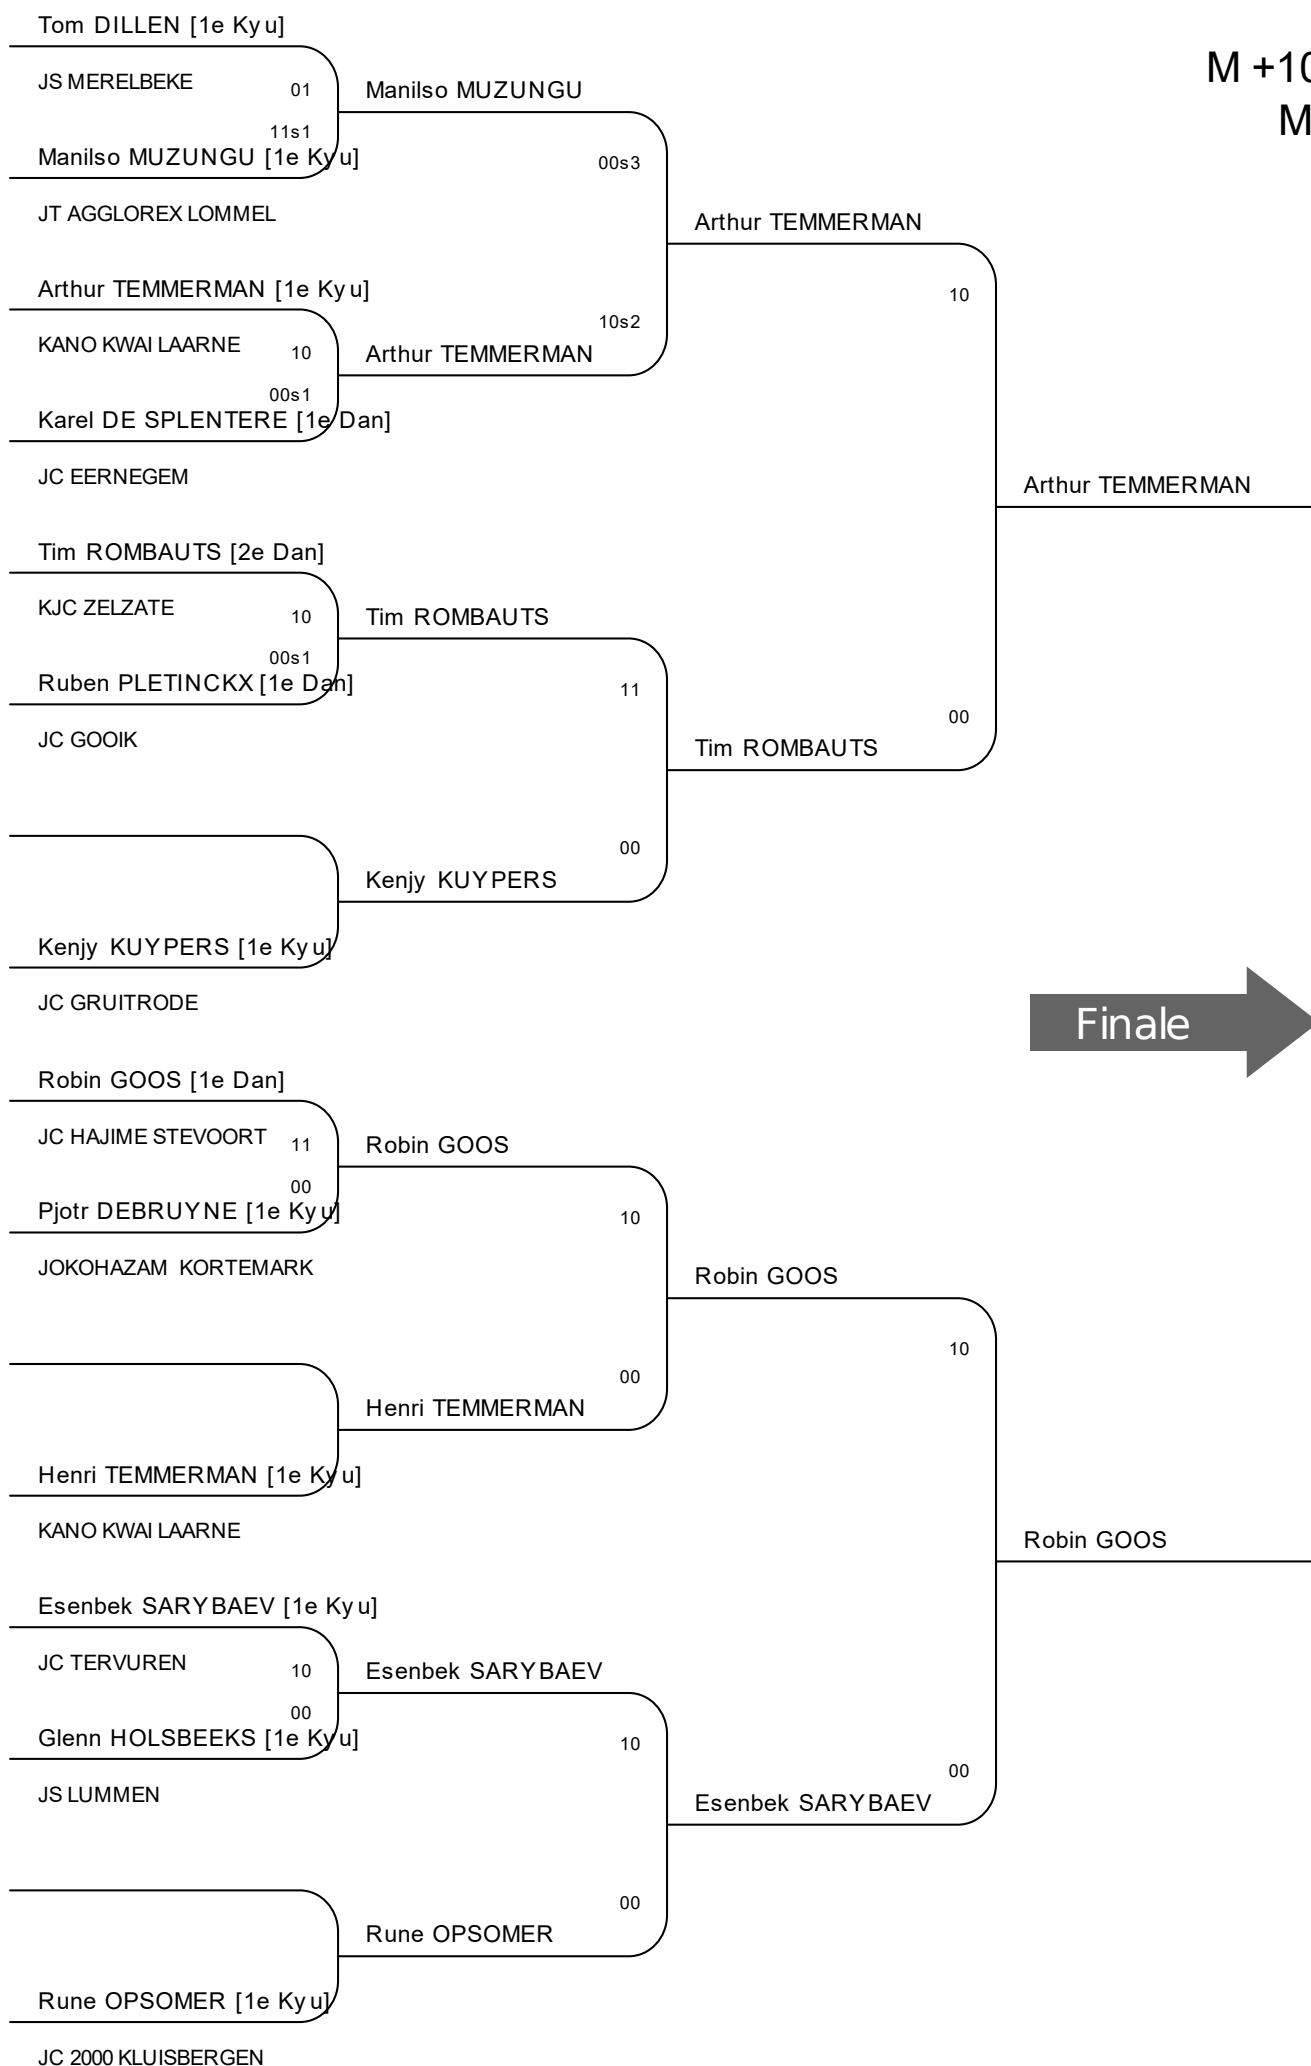 Tom DILLEN [1e Kyu]
M +10
JS MERELBEKE
01
Manilso MUZUNGU
M
11s1
Manilso MUZUNGU [1e Kyu]
00s3
JT AGGLOREX LOMMEL
Arthur TEMMERMAN
Arthur TEMMERMAN [1e Kyu]
10
10s2
KANO KWAI LAARNE
10
Arthur TEMMERMAN
00s1
Karel DE SPLENTERE [1e Dan]
JC EERNEGEM
Arthur TEMMERMAN
Tim ROMBAUTS [2e Dan]
KJC ZELZATE
10
Tim ROMBAUTS
00s1
Ruben PLETINCKX [1e Dan]
11
JC GOOIK
00
Tim ROMBAUTS
00
Kenjy KUYPERS
Kenjy KUYPERS [1e Kyu]
JC GRUITRODE
Finale
Robin GOOS [1e Dan]
JC HAJIME STEVOORT
11
Robin GOOS
00
Pjotr DEBRUYNE [1e Kyu]
10
JOKOHAZAM KORTEMARK
Robin GOOS
10
00
Henri TEMMERMAN
Henri TEMMERMAN [1e Kyu]
KANO KWAI LAARNE
Robin GOOS
Esenbek SARYBAEV [1e Kyu]
JC TERVUREN
10
Esenbek SARYBAEV
00
Glenn HOLSBEEKS [1e Kyu]
10
JS LUMMEN
00
Esenbek SARYBAEV
00
Rune OPSOMER
Rune OPSOMER [1e Kyu]
JC 2000 KLUISBERGEN